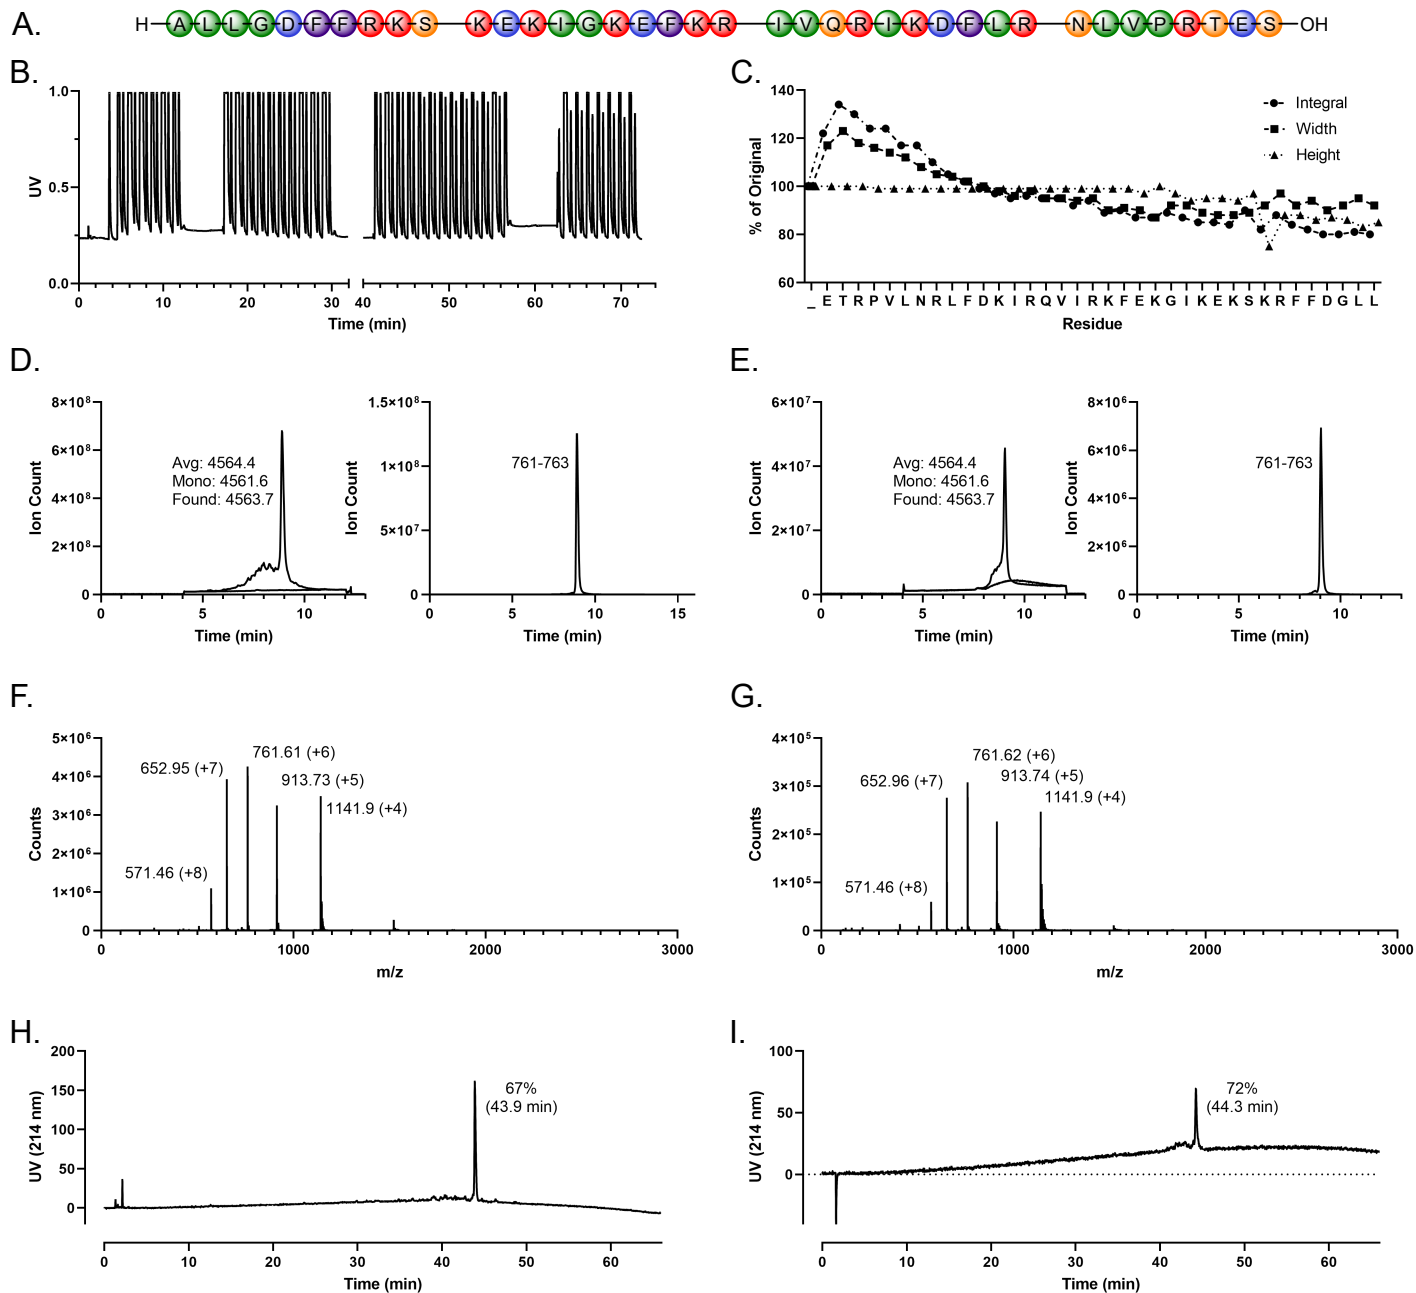 A.
H A L L G D F F R K S K E K I G K E F K R I V Q R I K D F L R N L V P R T E S OH
B.
UV
1.0
0.5
0.0
0 10 20 30 40 50 60 70
Time (min)
C.
% of Original
140
120
100
80
60
Integral
Width
Height
_ E T R P V L N R L F D K I R Q V I R K F E K G I K E K S K R F F D G L L
Residue
D.
Ion Count
8×10⁸
6×10⁸
4×10⁸
2×10⁸
0
Avg: 4564.4
Mono: 4561.6
Found: 4563.7
0 5 10
Time (min)
Ion Count
1.5×10⁸
1×10⁸
5×10⁷
0
761-763
0 5 10 15
Time (min)
E.
Ion Count
6×10⁷
4×10⁷
2×10⁷
0
Avg: 4564.4
Mono: 4561.6
Found: 4563.7
0 5 10
Time (min)
Ion Count
8×10⁶
6×10⁶
4×10⁶
2×10⁶
0
761-763
0 5 10
Time (min)
F.
Counts
5×10⁶
4×10⁶
3×10⁶
2×10⁶
1×10⁶
0
761.61 (+6)
652.95 (+7)
913.73 (+5)
1141.9 (+4)
571.46 (+8)
0 1000 2000 3000
m/z
G.
Counts
4×10⁵
3×10⁵
2×10⁵
1×10⁵
0
761.62 (+6)
652.96 (+7)
913.74 (+5)
1141.9 (+4)
571.46 (+8)
0 1000 2000 3000
m/z
H.
UV (214 nm)
200
150
100
50
0
67%
(43.9 min)
0 10 20 30 40 50 60
Time (min)
I.
UV (214 nm)
100
50
0
72%
(44.3 min)
0 10 20 30 40 50 60
Time (min)